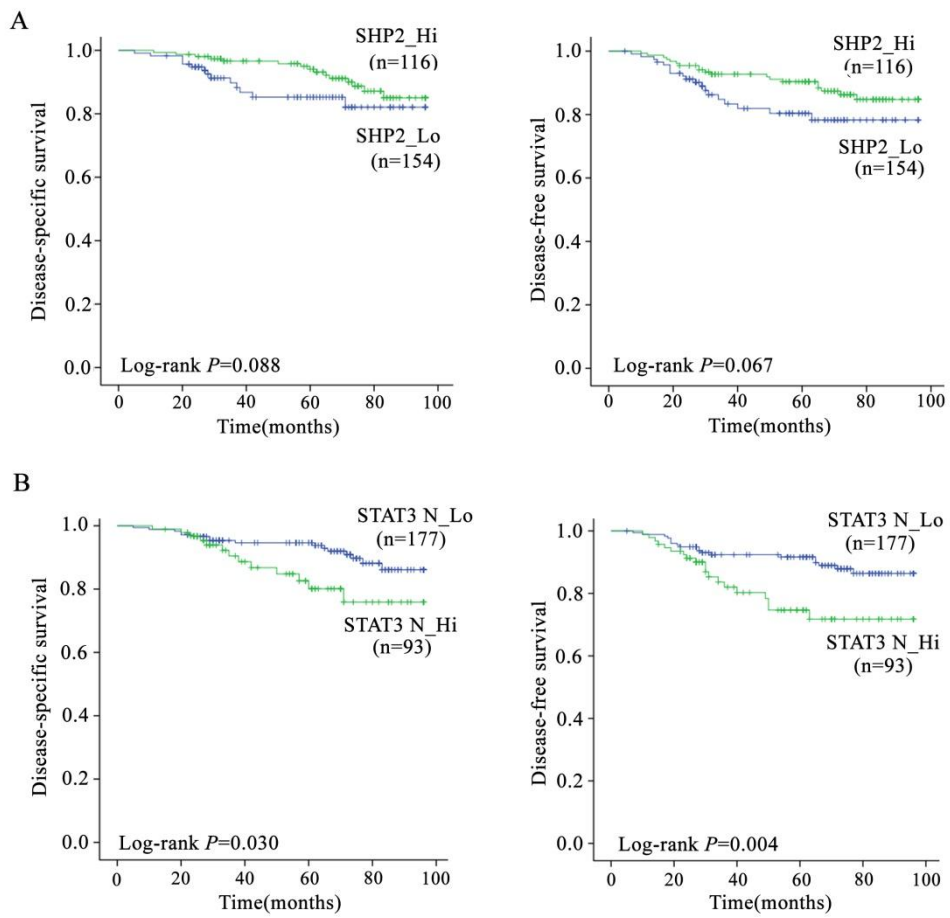 A
Disease-specific survival
1.0
0.8
0.6
0.4
0.2
0.0
SHP2_Hi
(n=116)
SHP2_Lo
(n=154)
Log-rank P=0.088
0 20 40 60 80 100
Time(months)
Disease-free survival
1.0
0.8
0.6
0.4
0.2
0.0
SHP2_Hi
(n=116)
SHP2_Lo
(n=154)
Log-rank P=0.067
0 20 40 60 80 100
Time(months)
B
Disease-specific survival
1.0
0.8
0.6
0.4
0.2
0.0
STAT3 N_Lo
(n=177)
STAT3 N_Hi
(n=93)
Log-rank P=0.030
0 20 40 60 80 100
Time(months)
Disease-free survival
1.0
0.8
0.6
0.4
0.2
0.0
STAT3 N_Lo
(n=177)
STAT3 N_Hi
(n=93)
Log-rank P=0.004
0 20 40 60 80 100
Time(months)